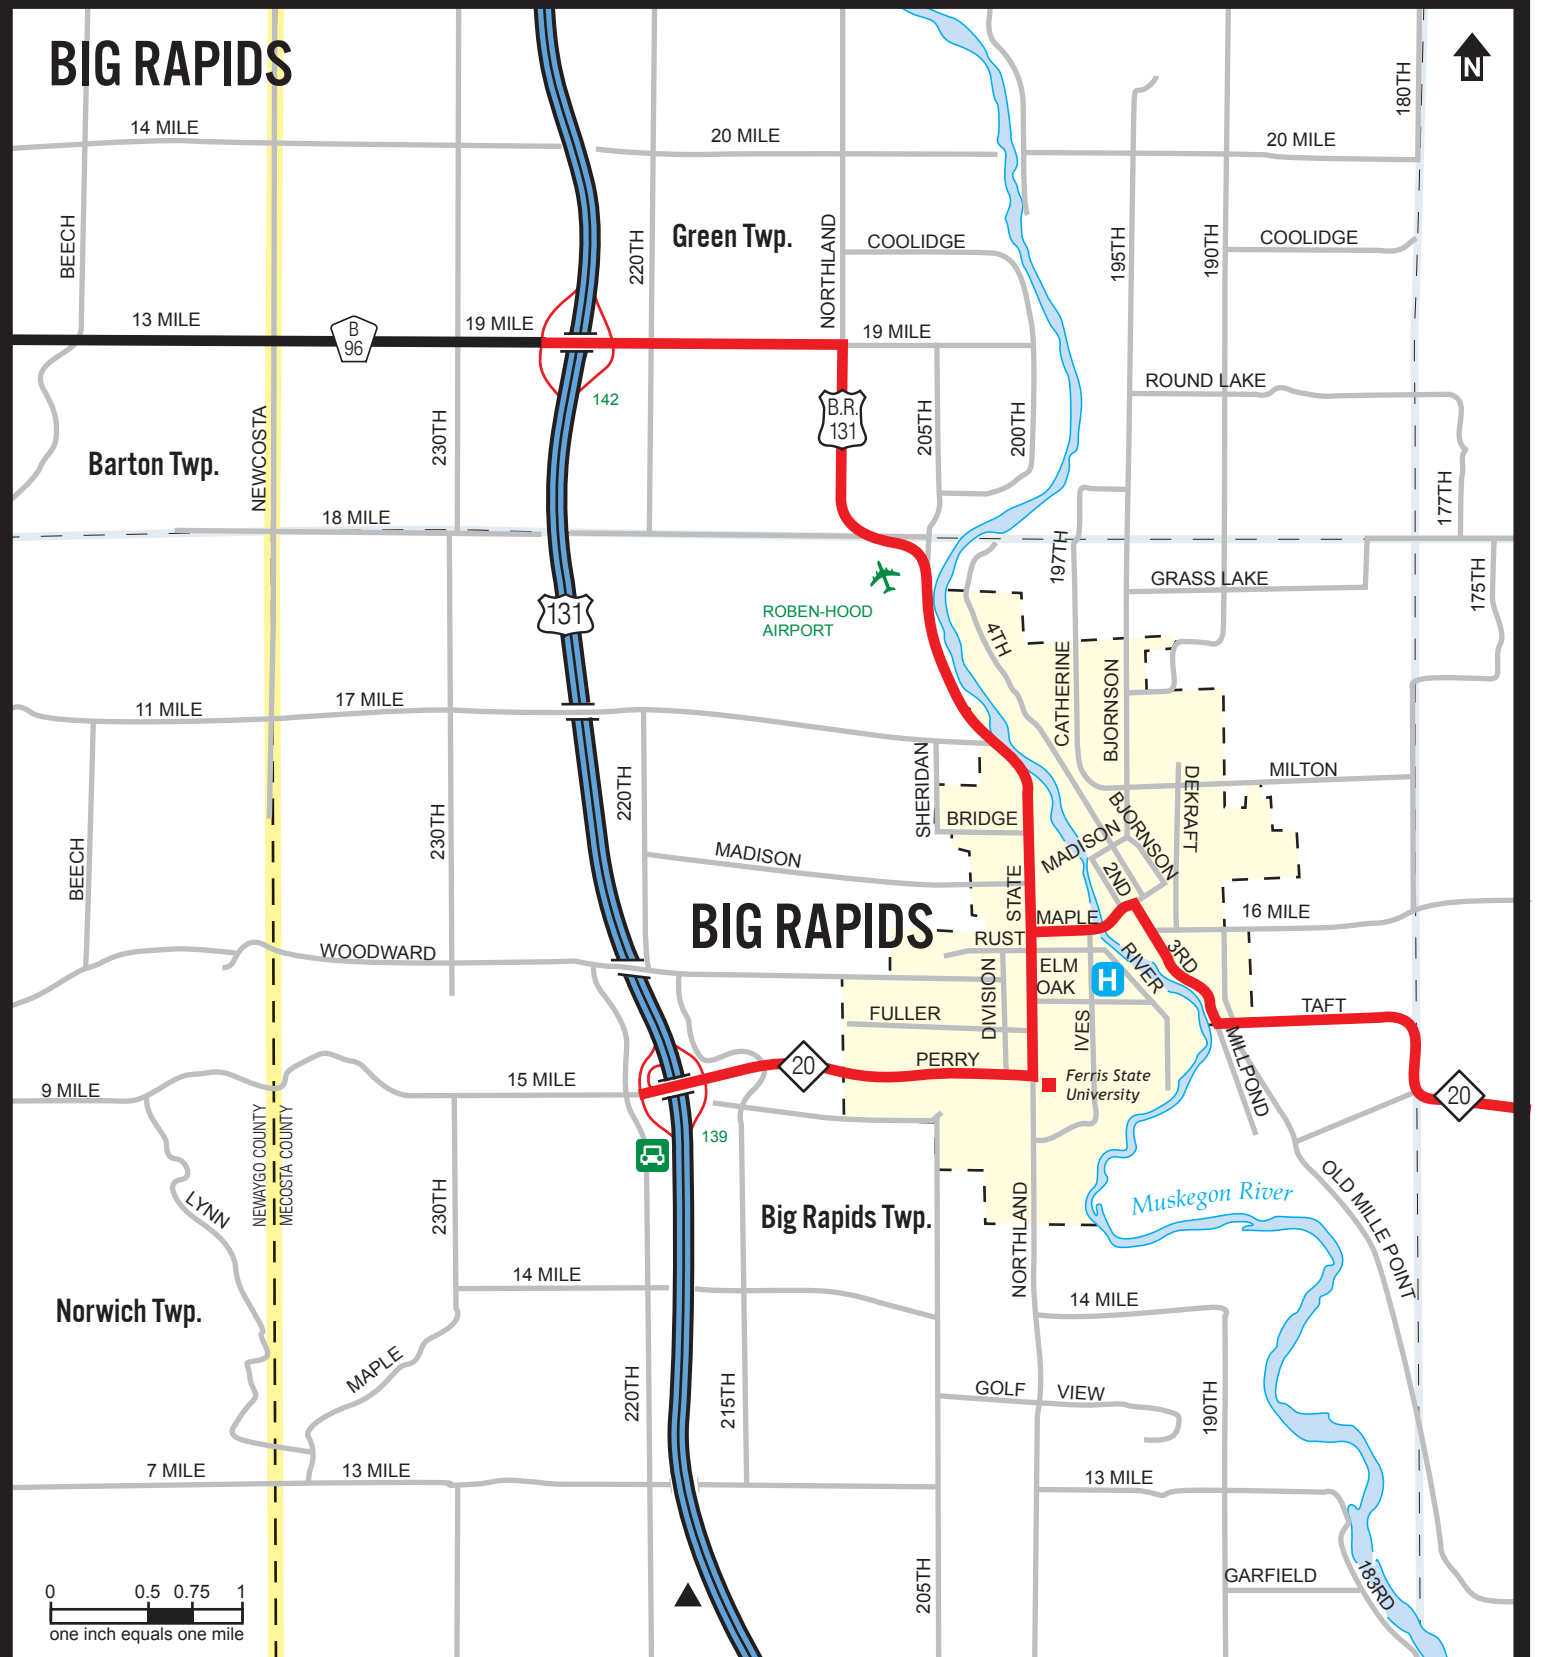 BIG RAPIDS
N
180TH
14 MILE
20 MILE
20 MILE
BEECH
220TH
Green Twp.
NORTHLAND
COOLIDGE
195TH
190TH
COOLIDGE
13 MILE
B
96
19 MILE
19 MILE
142
B.R.
131
ROUND LAKE
NEWCOSTA
230TH
205TH
200TH
Barton Twp.
177TH
18 MILE
197TH
131
ROBEN-HOOD
AIRPORT
GRASS LAKE
175TH
4TH
CATHERINE
BJORNSON
11 MILE
17 MILE
SHERIDAN
220TH
MILTON
DEKRAFT
BEECH
230TH
BRIDGE
BJORNSON
MADISON
MADISON
2ND
STATE
BIG RAPIDS
MAPLE
16 MILE
RUST
WOODWARD
RIVER
3RD
ELM
H
OAK
DIVISION
TAFT
FULLER
IVES
PERRY
20
MILLPOND
9 MILE
15 MILE
Ferris State
University
20
NEWAYGO COUNTY
MECOSTA COUNTY
139
LYNN
230TH
Big Rapids Twp.
NORTHLAND
Muskegon River
OLD MILLE POINT
14 MILE
14 MILE
Norwich Twp.
MAPLE
220TH
215TH
GOLF VIEW
190TH
7 MILE
13 MILE
13 MILE
205TH
GARFIELD
183RD
0 0.5 0.75 1
one inch equals one mile